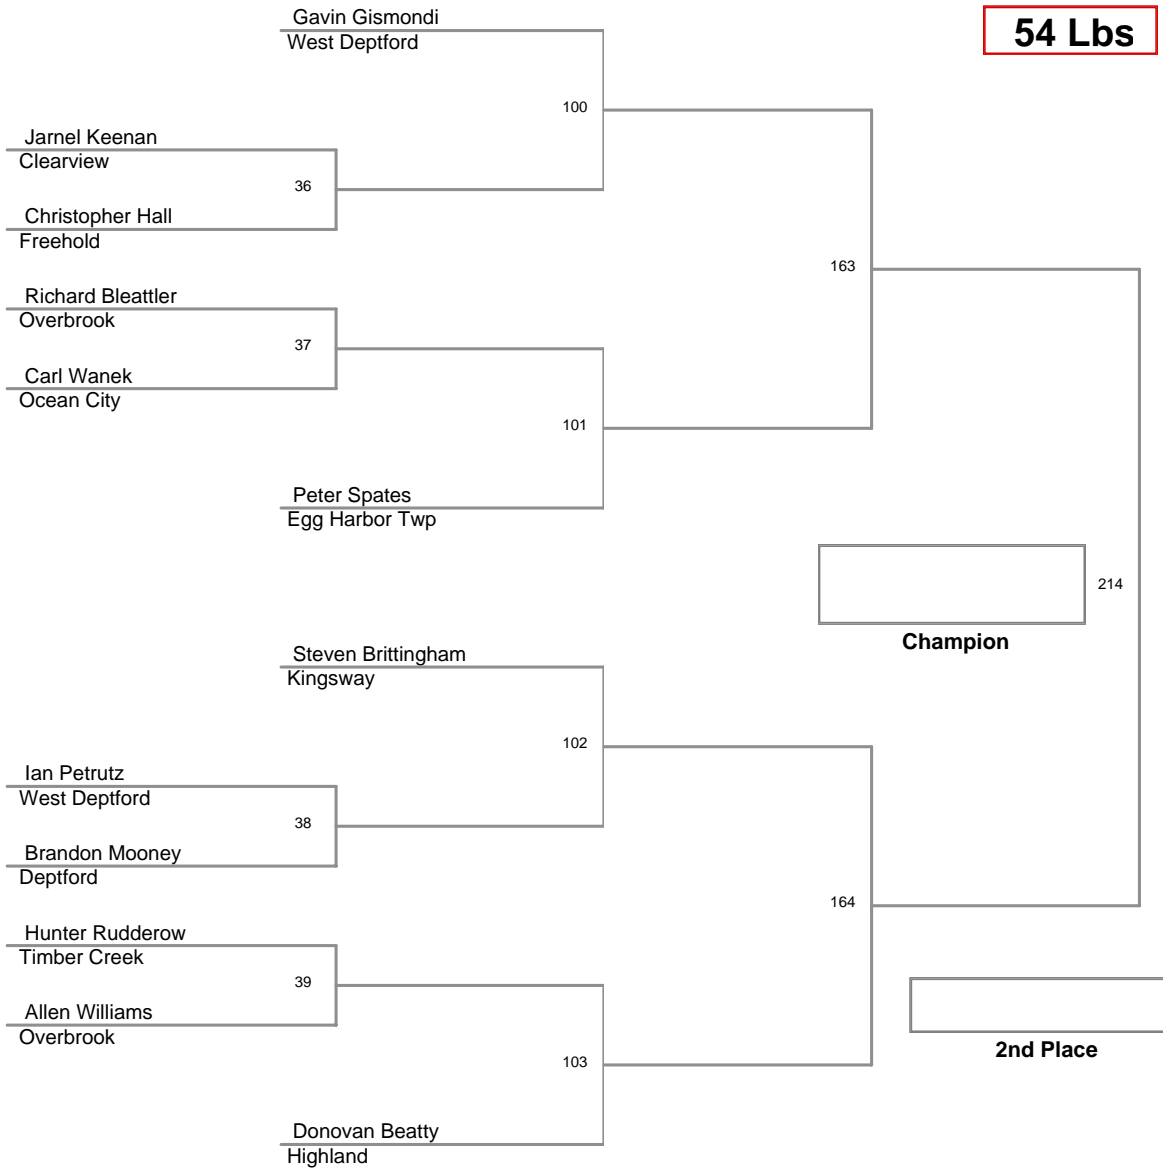 Gavin Gismondi
West Deptford
54 Lbs
100
Jarnel Keenan
Clearview
36
Christopher Hall
Freehold
163
Richard Bleattler
Overbrook
37
Carl Wanek
Ocean City
101
Peter Spates
Egg Harbor Twp
214
Champion
Steven Brittingham
Kingsway
102
Ian Petrutz
West Deptford
38
Brandon Mooney
Deptford
164
Hunter Rudderow
Timber Creek
39
Allen Williams
Overbrook
2nd Place
103
Donovan Beatty
Highland